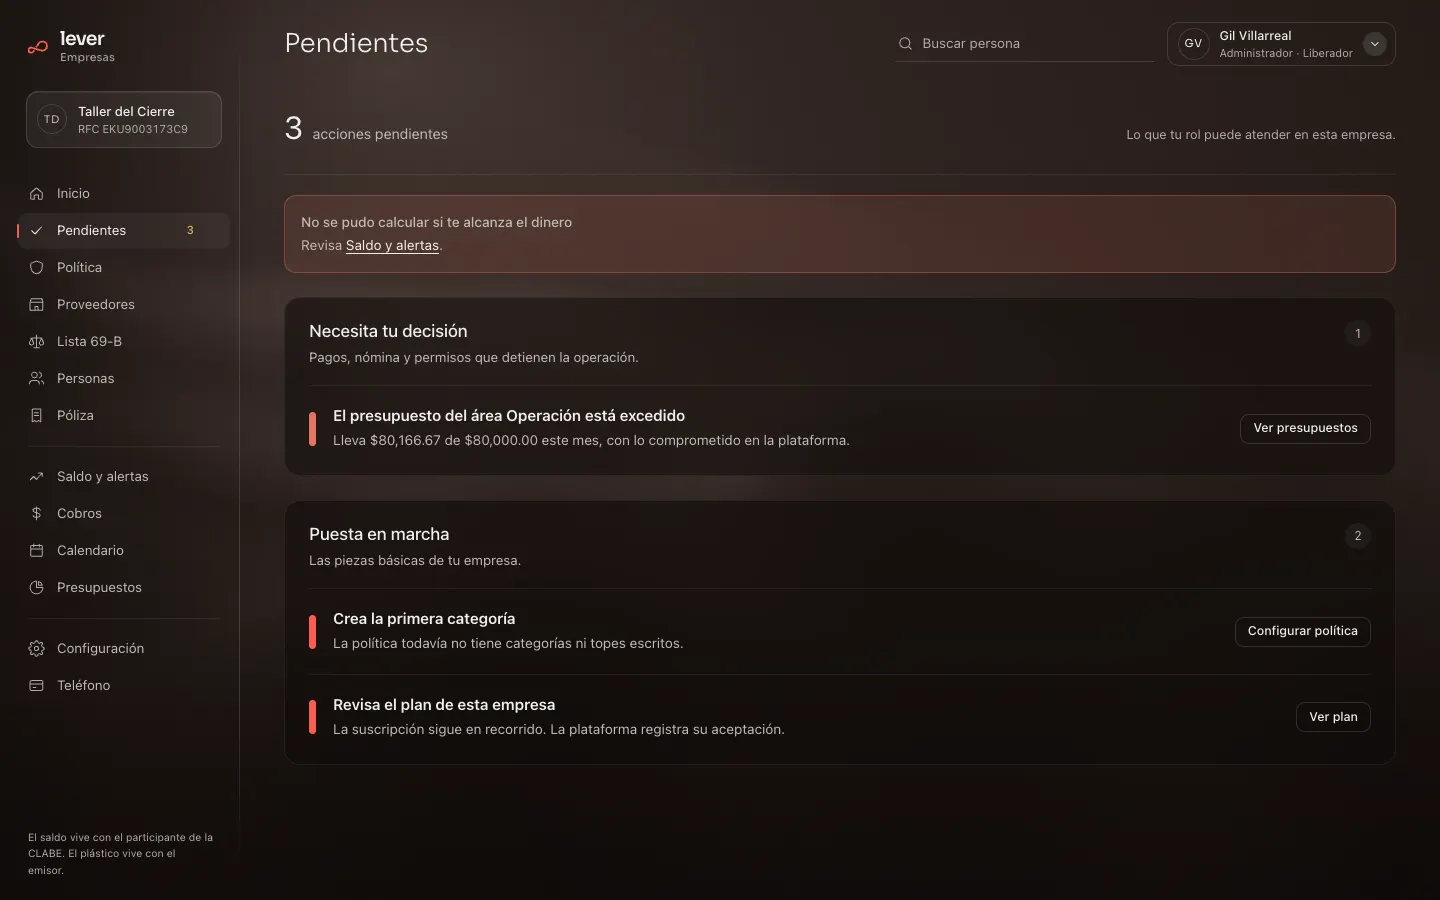 lever
Empresas
TD
Taller del Cierre
RFC EKU9003173C9
Inicio
Pendientes 3
Política
Proveedores
Lista 69-B
Personas
Póliza
Saldo y alertas
Cobros
Calendario
Presupuestos
Configuración
Teléfono
El saldo vive con el participante de la
CLABE. El plástico vive con el
emisor.
Pendientes
Buscar persona
GV
Gil Villarreal
Administrador · Liberador
3 acciones pendientes
Lo que tu rol puede atender en esta empresa.
No se pudo calcular si te alcanza el dinero
Revisa Saldo y alertas.
Necesita tu decisión
1
Pagos, nómina y permisos que detienen la operación.
El presupuesto del área Operación está excedido
Lleva $80,166.67 de $80,000.00 este mes, con lo comprometido en la plataforma.
Ver presupuestos
Puesta en marcha
2
Las piezas básicas de tu empresa.
Crea la primera categoría
La política todavía no tiene categorías ni topes escritos.
Configurar política
Revisa el plan de esta empresa
La suscripción sigue en recorrido. La plataforma registra su aceptación.
Ver plan